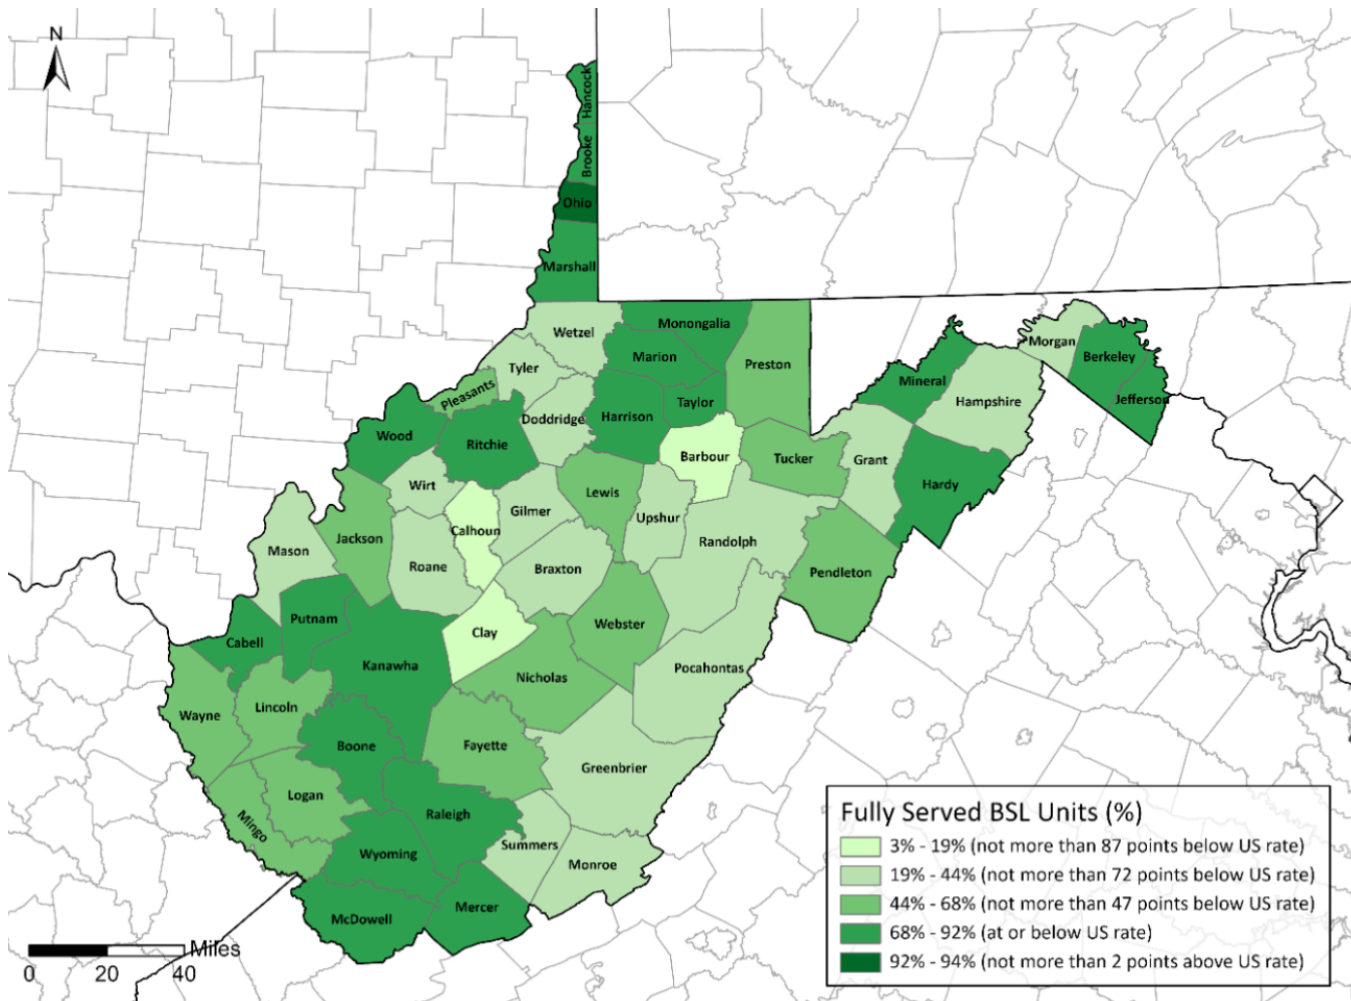 N
Hancock
Brooke
Ohio
Marshall
Wetzel
Monongalia
Marion
Tyler
Preston
Morgan
Berkeley
Jefferson
Mineral
Hampshire
Pleasants
Doddridge
Harrison
Taylor
Wood
Ritchie
Barbour
Tucker
Grant
Hardy
Wirt
Lewis
Gilmer
Upshur
Calhoun
Jackson
Mason
Roane
Braxton
Randolph
Pendleton
Putnam
Cabell
Clay
Webster
Kanawha
Pocahontas
Nicholas
Lincoln
Wayne
Boone
Fayette
Greenbrier
Logan
Mingo
Raleigh
Wyoming
Summers
Monroe
McDowell
Mercer
Miles
0 20 40
Fully Served BSL Units (%)
3% - 19% (not more than 87 points below US rate)
19% - 44% (not more than 72 points below US rate)
44% - 68% (not more than 47 points below US rate)
68% - 92% (at or below US rate)
92% - 94% (not more than 2 points above US rate)